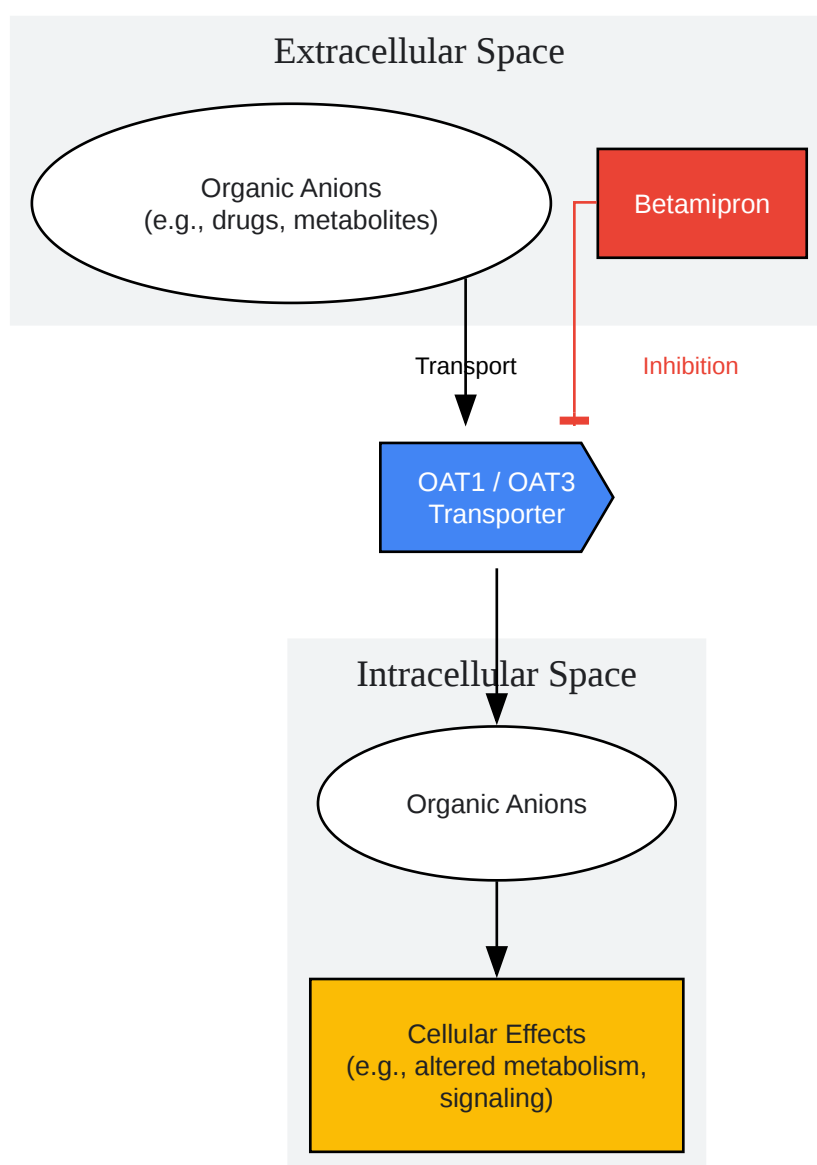 Extracellular Space
Organic Anions
(e.g., drugs, metabolites)
Betamipron
Transport
Inhibition
OAT1 / OAT3
Transporter
Intracellular Space
Organic Anions
Cellular Effects
(e.g., altered metabolism,
signaling)